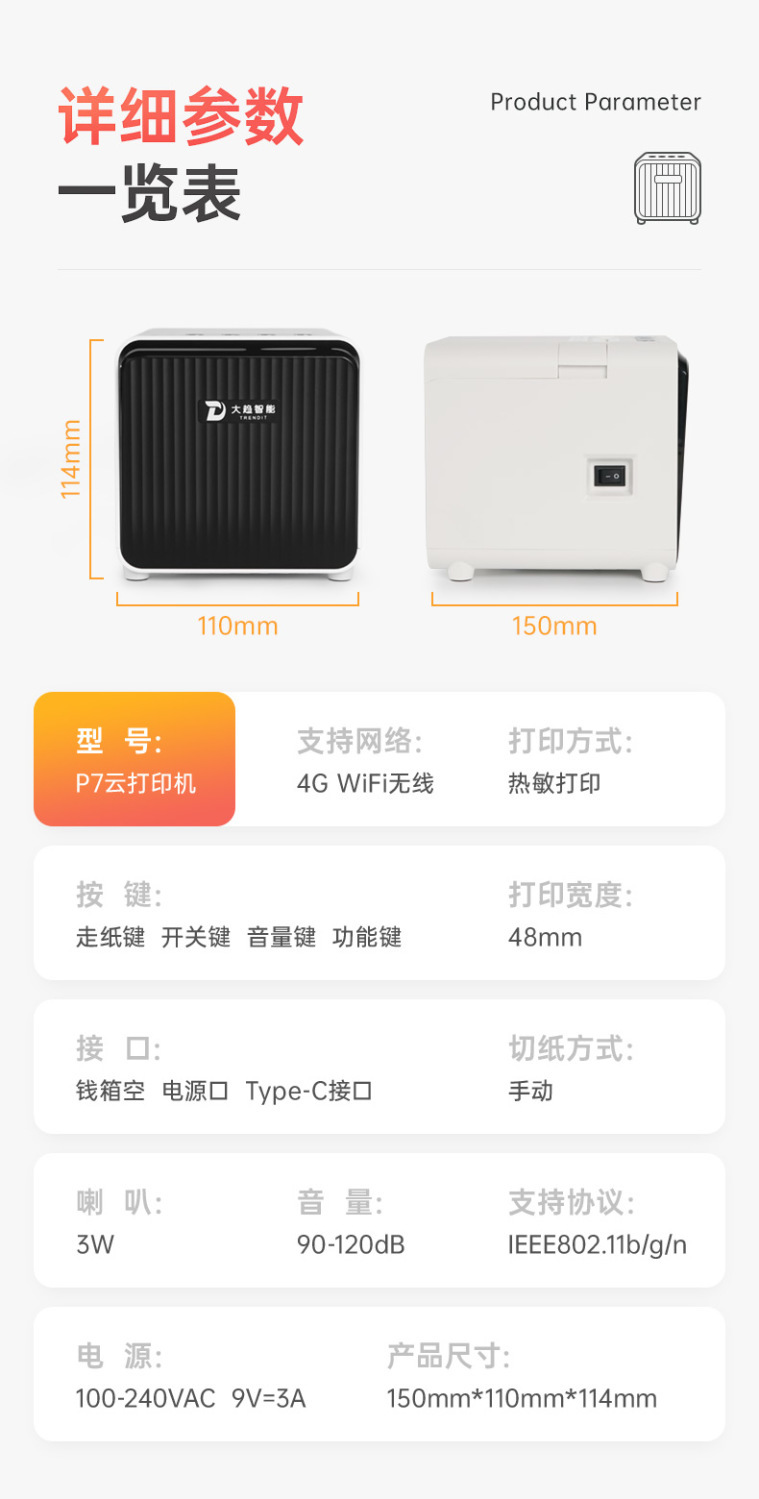 详细参数
一览表
Product Parameter
大趋智能
TRENDIT
114mm
110mm
150mm
型 号:
P7云打印机
支持网络:
4G WiFi无线
打印方式:
热敏打印
按 键:
走纸键 开关键 音量键 功能键
打印宽度:
48mm
接 口:
钱箱空 电源口 Type-C接口
切纸方式:
手动
喇 叭:
3W
音 量:
90-120dB
支持协议:
IEEE802.11b/g/n
电 源:
100-240VAC 9V=3A
产品尺寸:
150mm*110mm*114mm